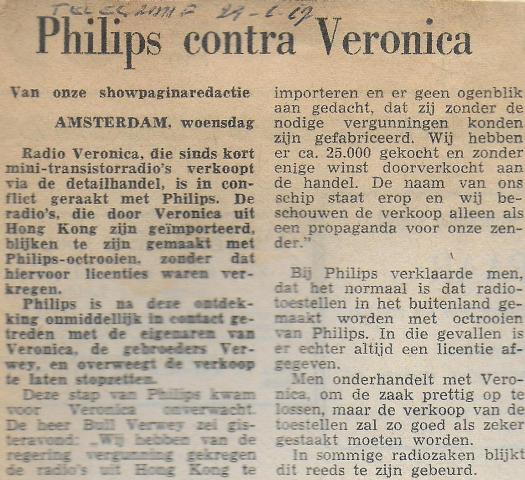 TELEGRAAF
Philips contra Veronica
Van onze showpaginaredactie
AMSTERDAM, woensdag
Radio Veronica, die sinds kort
mini-transistorradio's verkoopt
via de detailhandel, is in con-
flict geraakt met Philips. De
radio's, die door Veronica uit
Hong Kong zijn geïmporteerd,
blijken te zijn gemaakt met
Philips-octrooien, zonder dat
hiervoor licenties waren ver-
kregen.
Philips is na deze ontdek-
king onmiddellijk in contact ge-
treden met de eigenaren van
Veronica, de gebroeders Ver-
wey, en overweegt de verkoop
te laten stopzetten.
Deze stap van Philips kwam
voor Veronica onverwacht.
De heer Bull Verwey zei gis-
teravond: „Wij hebben van de
regering vergunning gekregen
de radio's uit Hong Kong te
importeren en er geen ogenblik
aan gedacht, dat zij zonder de
nodige vergunningen konden
zijn gefabriceerd. Wij hebben
er ca. 25.000 gekocht en zonder
enige winst doorverkocht aan
de handel. De naam van ons
schip staat erop en wij be-
schouwen de verkoop alleen als
een propaganda voor onze zen-
der.”
Bij Philips verklaarde men,
dat het normaal is dat radio-
toestellen in het buitenland ge-
maakt worden met octrooien
van Philips. In die gevallen is
er echter altijd een licentie af-
gegeven.
Men onderhandelt met Vero-
nica, om de zaak prettig op te
lossen, maar de verkoop van de
toestellen zal zo goed als zeker
gestaakt moeten worden.
In sommige radiozaken blijkt
dit reeds te zijn gebeurd.